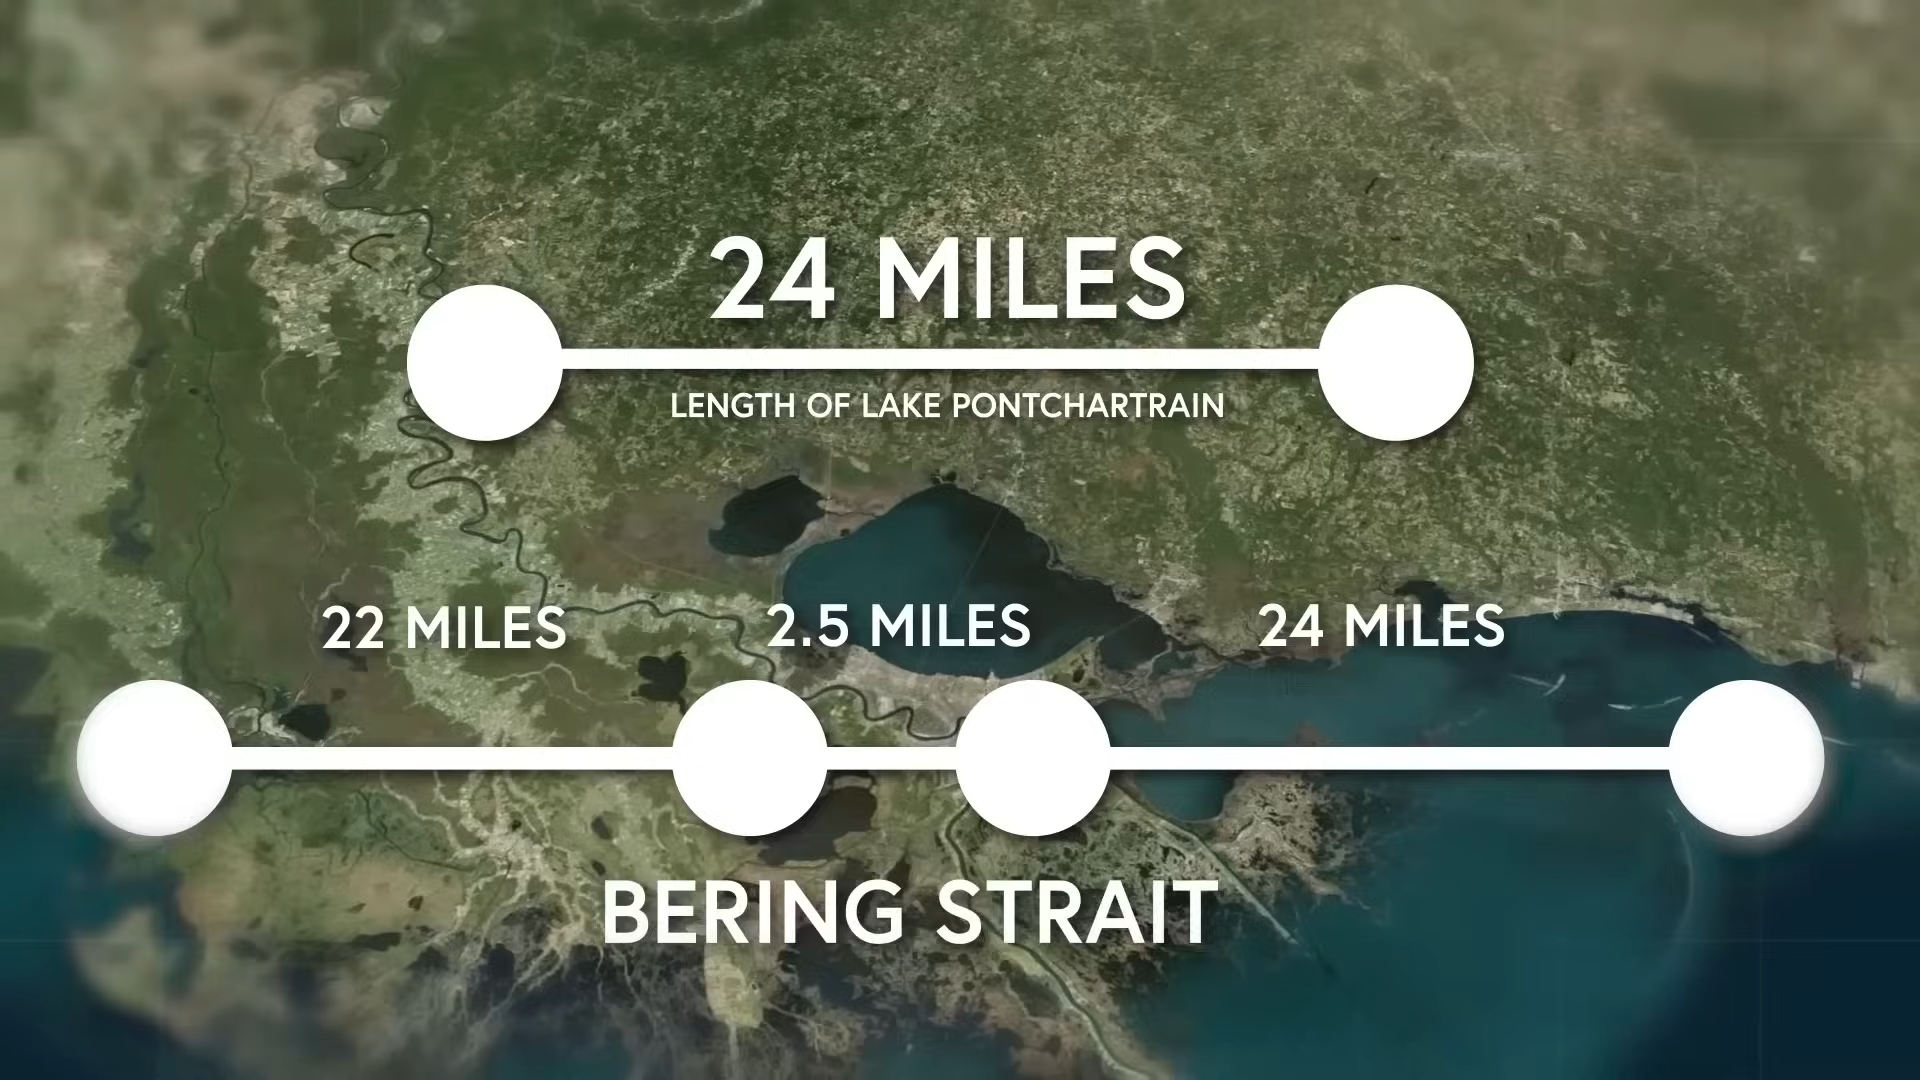 24 MILES
LENGTH OF LAKE PONTCHARTRAIN
22 MILES
2.5 MILES
24 MILES
BERING STRAIT